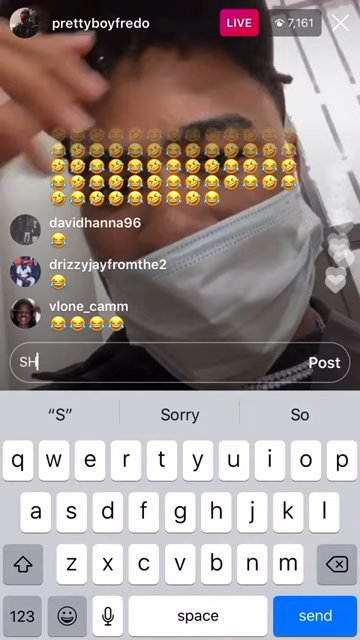 prettyboyfredo
LIVE
7,161
davidhanna96
drizzyjayfromthe2
vlone_camm
SH
Post
“S”
Sorry
So
q w e r t y u i o p
a s d f g h j k l
z x c v b n m
123
space
send